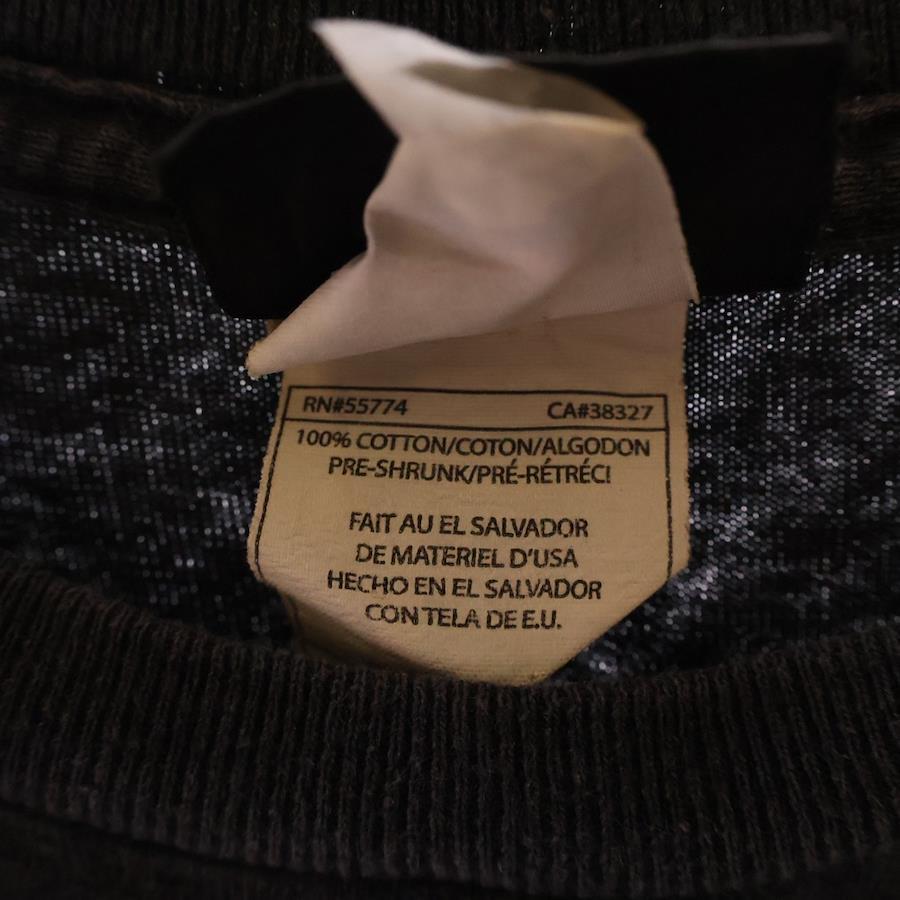 RN#55774 CA#38327
100% COTTON/COTON/ALGODON
PRE-SHRUNK/PRÉ-RÉTRÉCI
FAIT AU EL SALVADOR
DE MATERIEL D'USA
HECHO EN EL SALVADOR
CON TELA DE E.U.